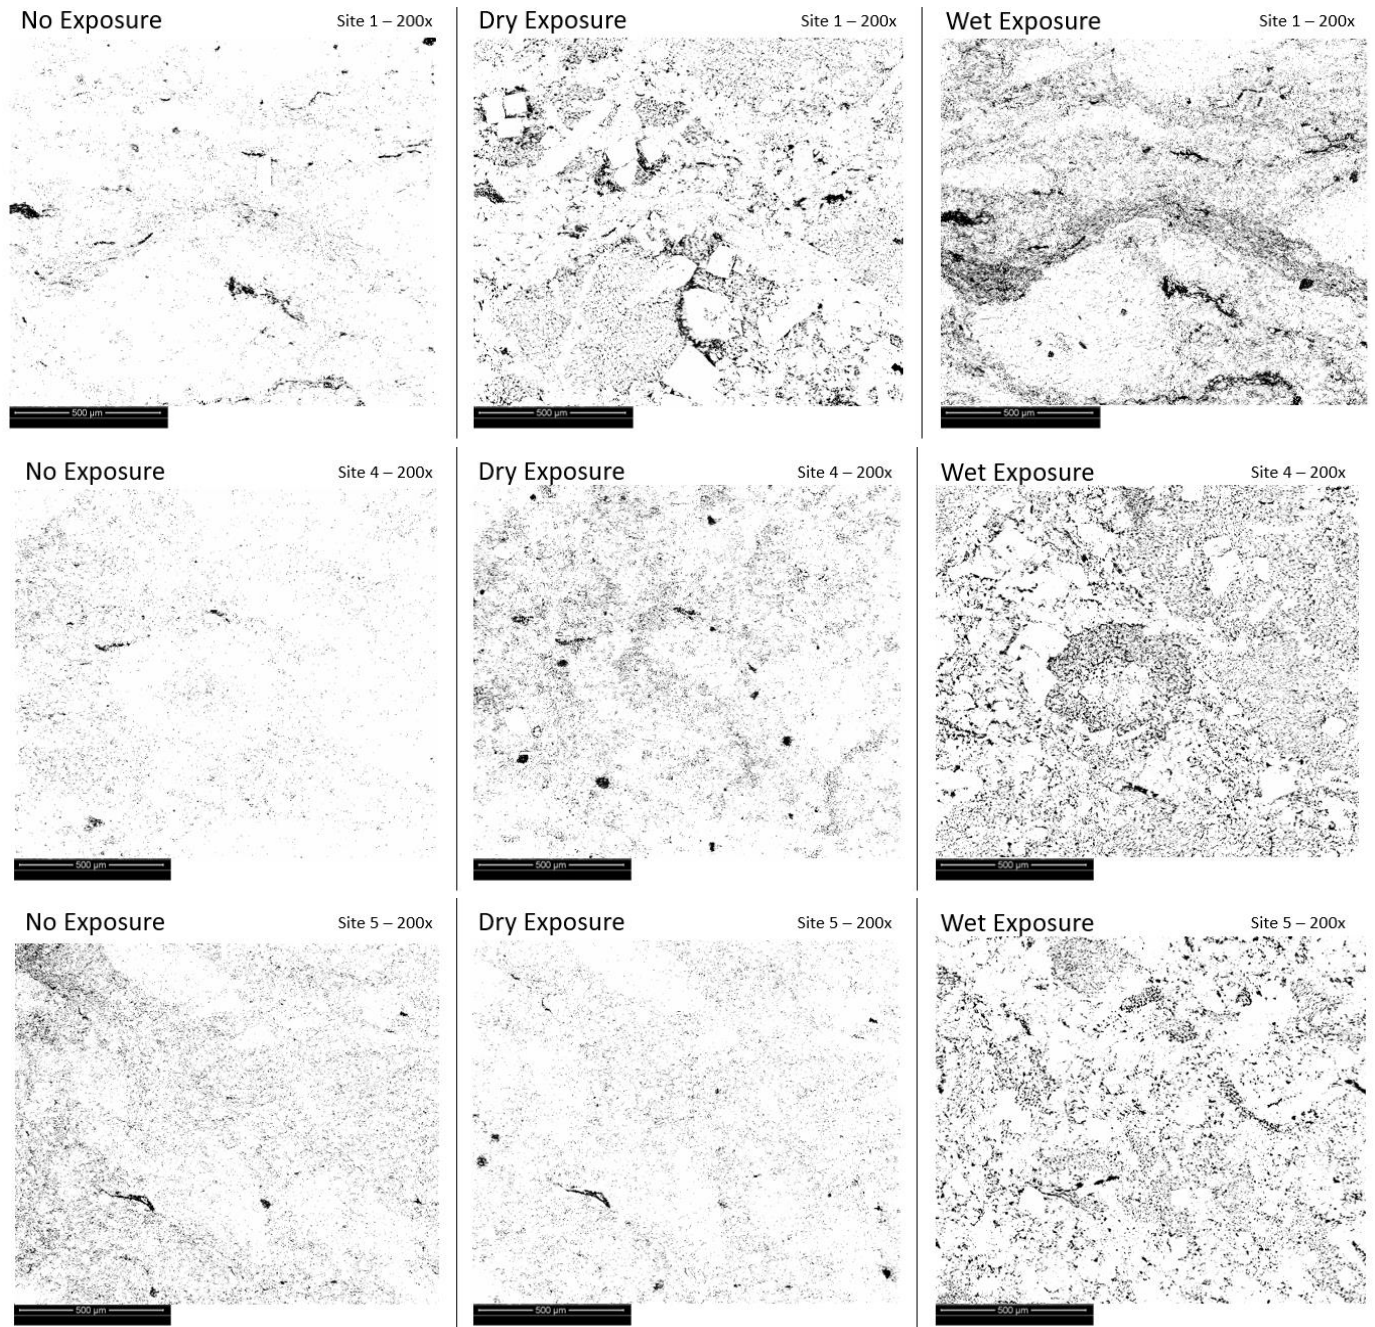 No Exposure Site 1 – 200x
Dry Exposure Site 1 – 200x
Wet Exposure Site 1 – 200x
500 µm
500 µm
500 µm
No Exposure Site 4 – 200x
Dry Exposure Site 4 – 200x
Wet Exposure Site 4 – 200x
500 µm
500 µm
500 µm
No Exposure Site 5 – 200x
Dry Exposure Site 5 – 200x
Wet Exposure Site 5 – 200x
500 µm
500 µm
500 µm